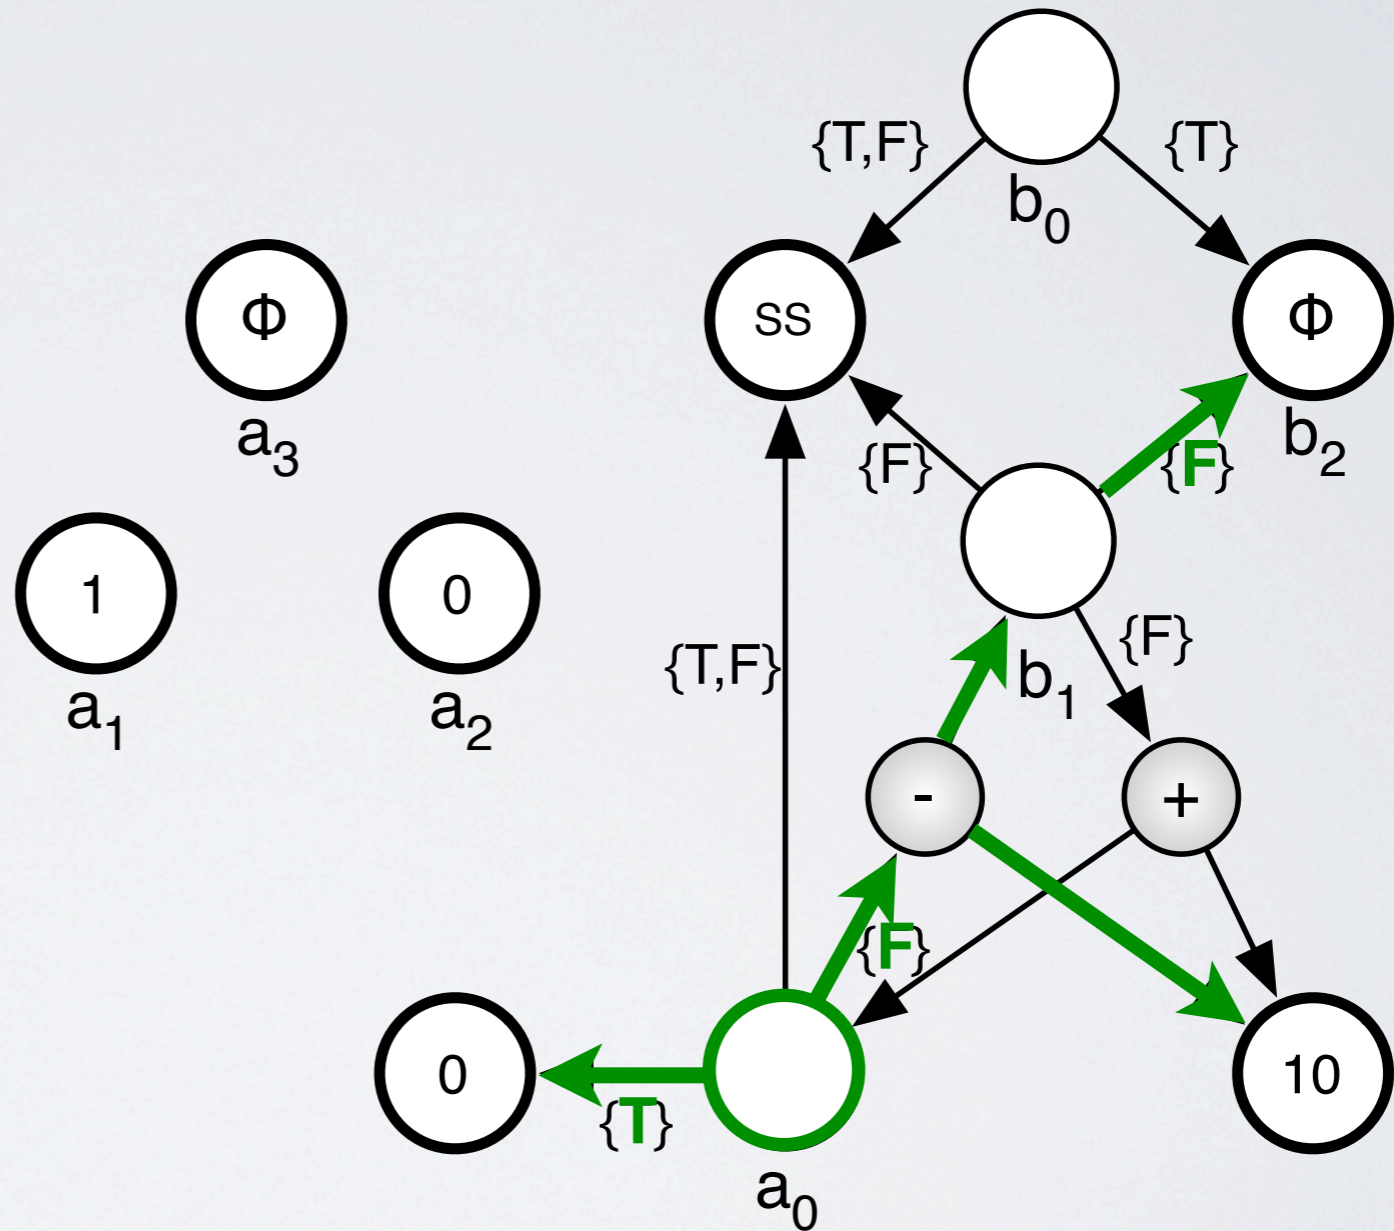 {T,F}
{T}
b0
Φ
a3
SS
Φ
b2
{F}
{F}
1
a1
0
a2
{T,F}
{F}
b1
-
+
{F}
0
{T}
a0
10